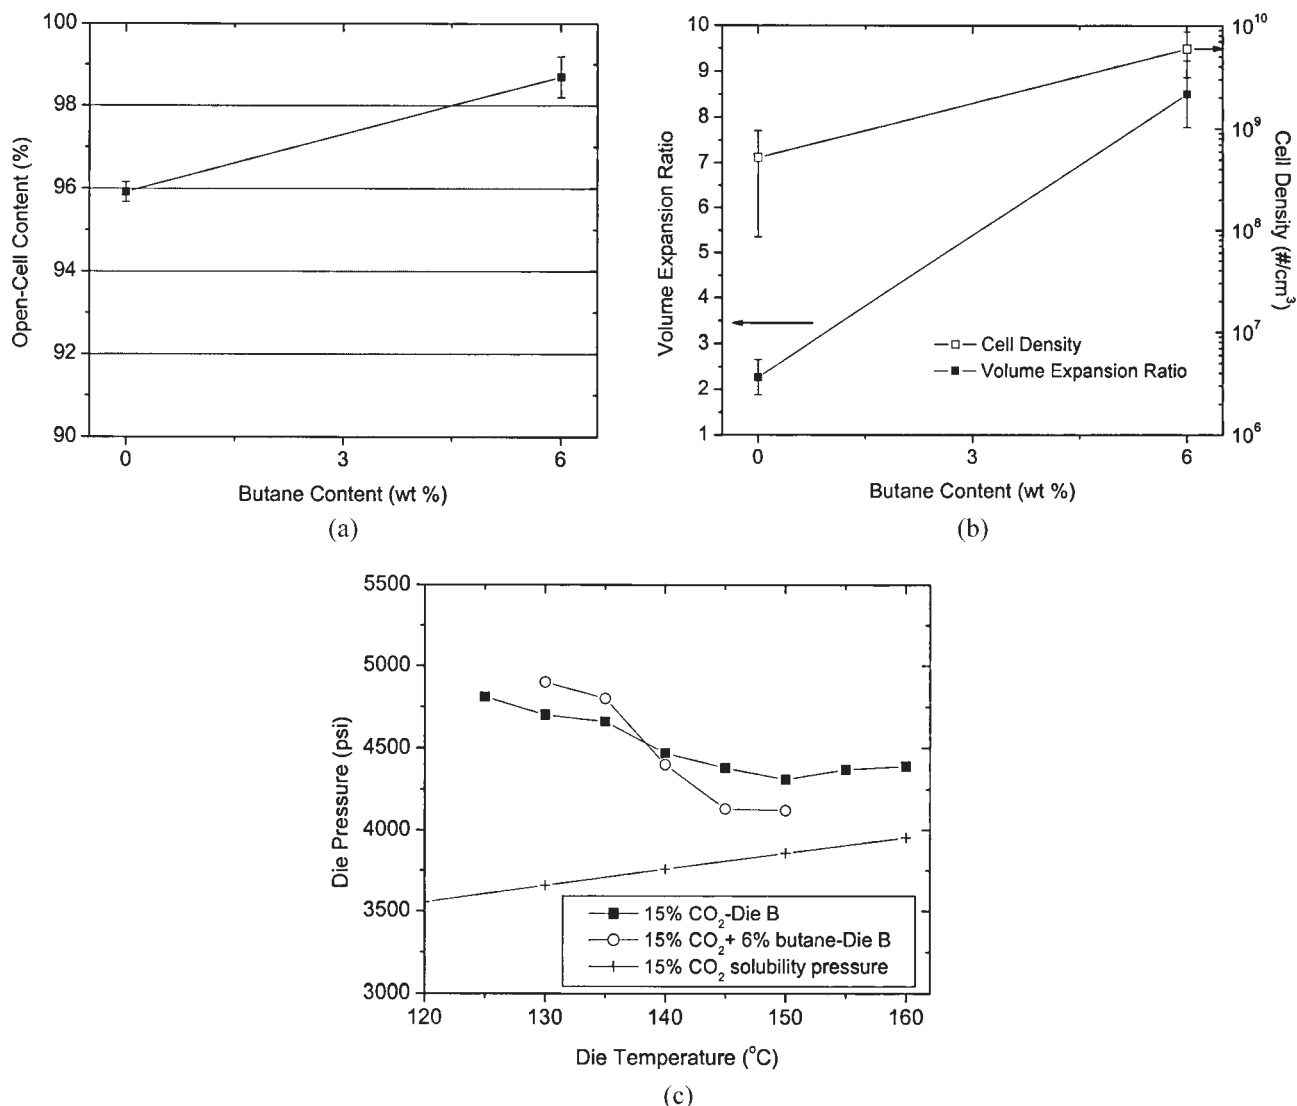 100
98
96
94
92
90
Open-Cell Content (%)
0
3
6
Butane Content (wt %)
(a)
10
9
8
7
6
5
4
3
2
1
Volume Expansion Ratio
10^10
10^9
10^8
10^7
10^6
Cell Density (#/cm^3)
Cell Density
Volume Expansion Ratio
0
3
6
Butane Content (wt %)
(b)
5500
5000
4500
4000
3500
3000
Die Pressure (psi)
15% CO2-Die B
15% CO2+ 6% butane-Die B
15% CO2 solubility pressure
120
130
140
150
160
Die Temperature (°C)
(c)